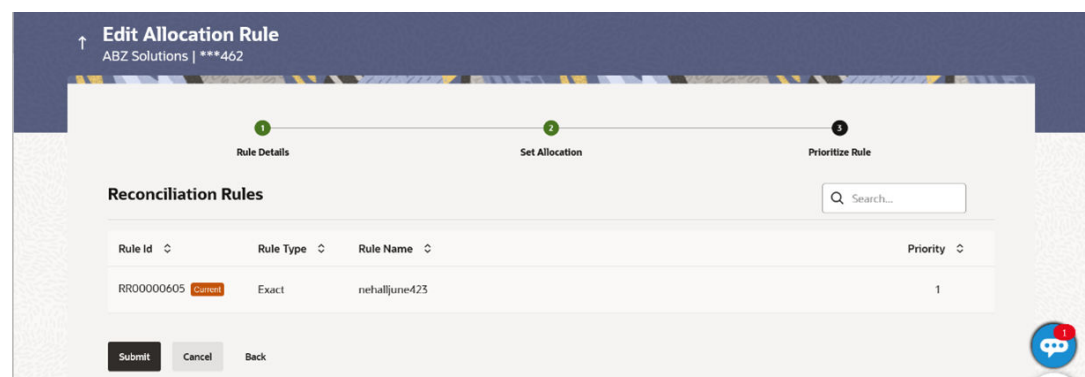 Edit Allocation Rule
ABZ Solutions | ***462
1 2 3
Rule Details Set Allocation Prioritize Rule
Reconciliation Rules
Search...
Rule Id Rule Type Rule Name Priority
RR00000605 Current Exact nehalljune423 1
Submit Cancel Back
1